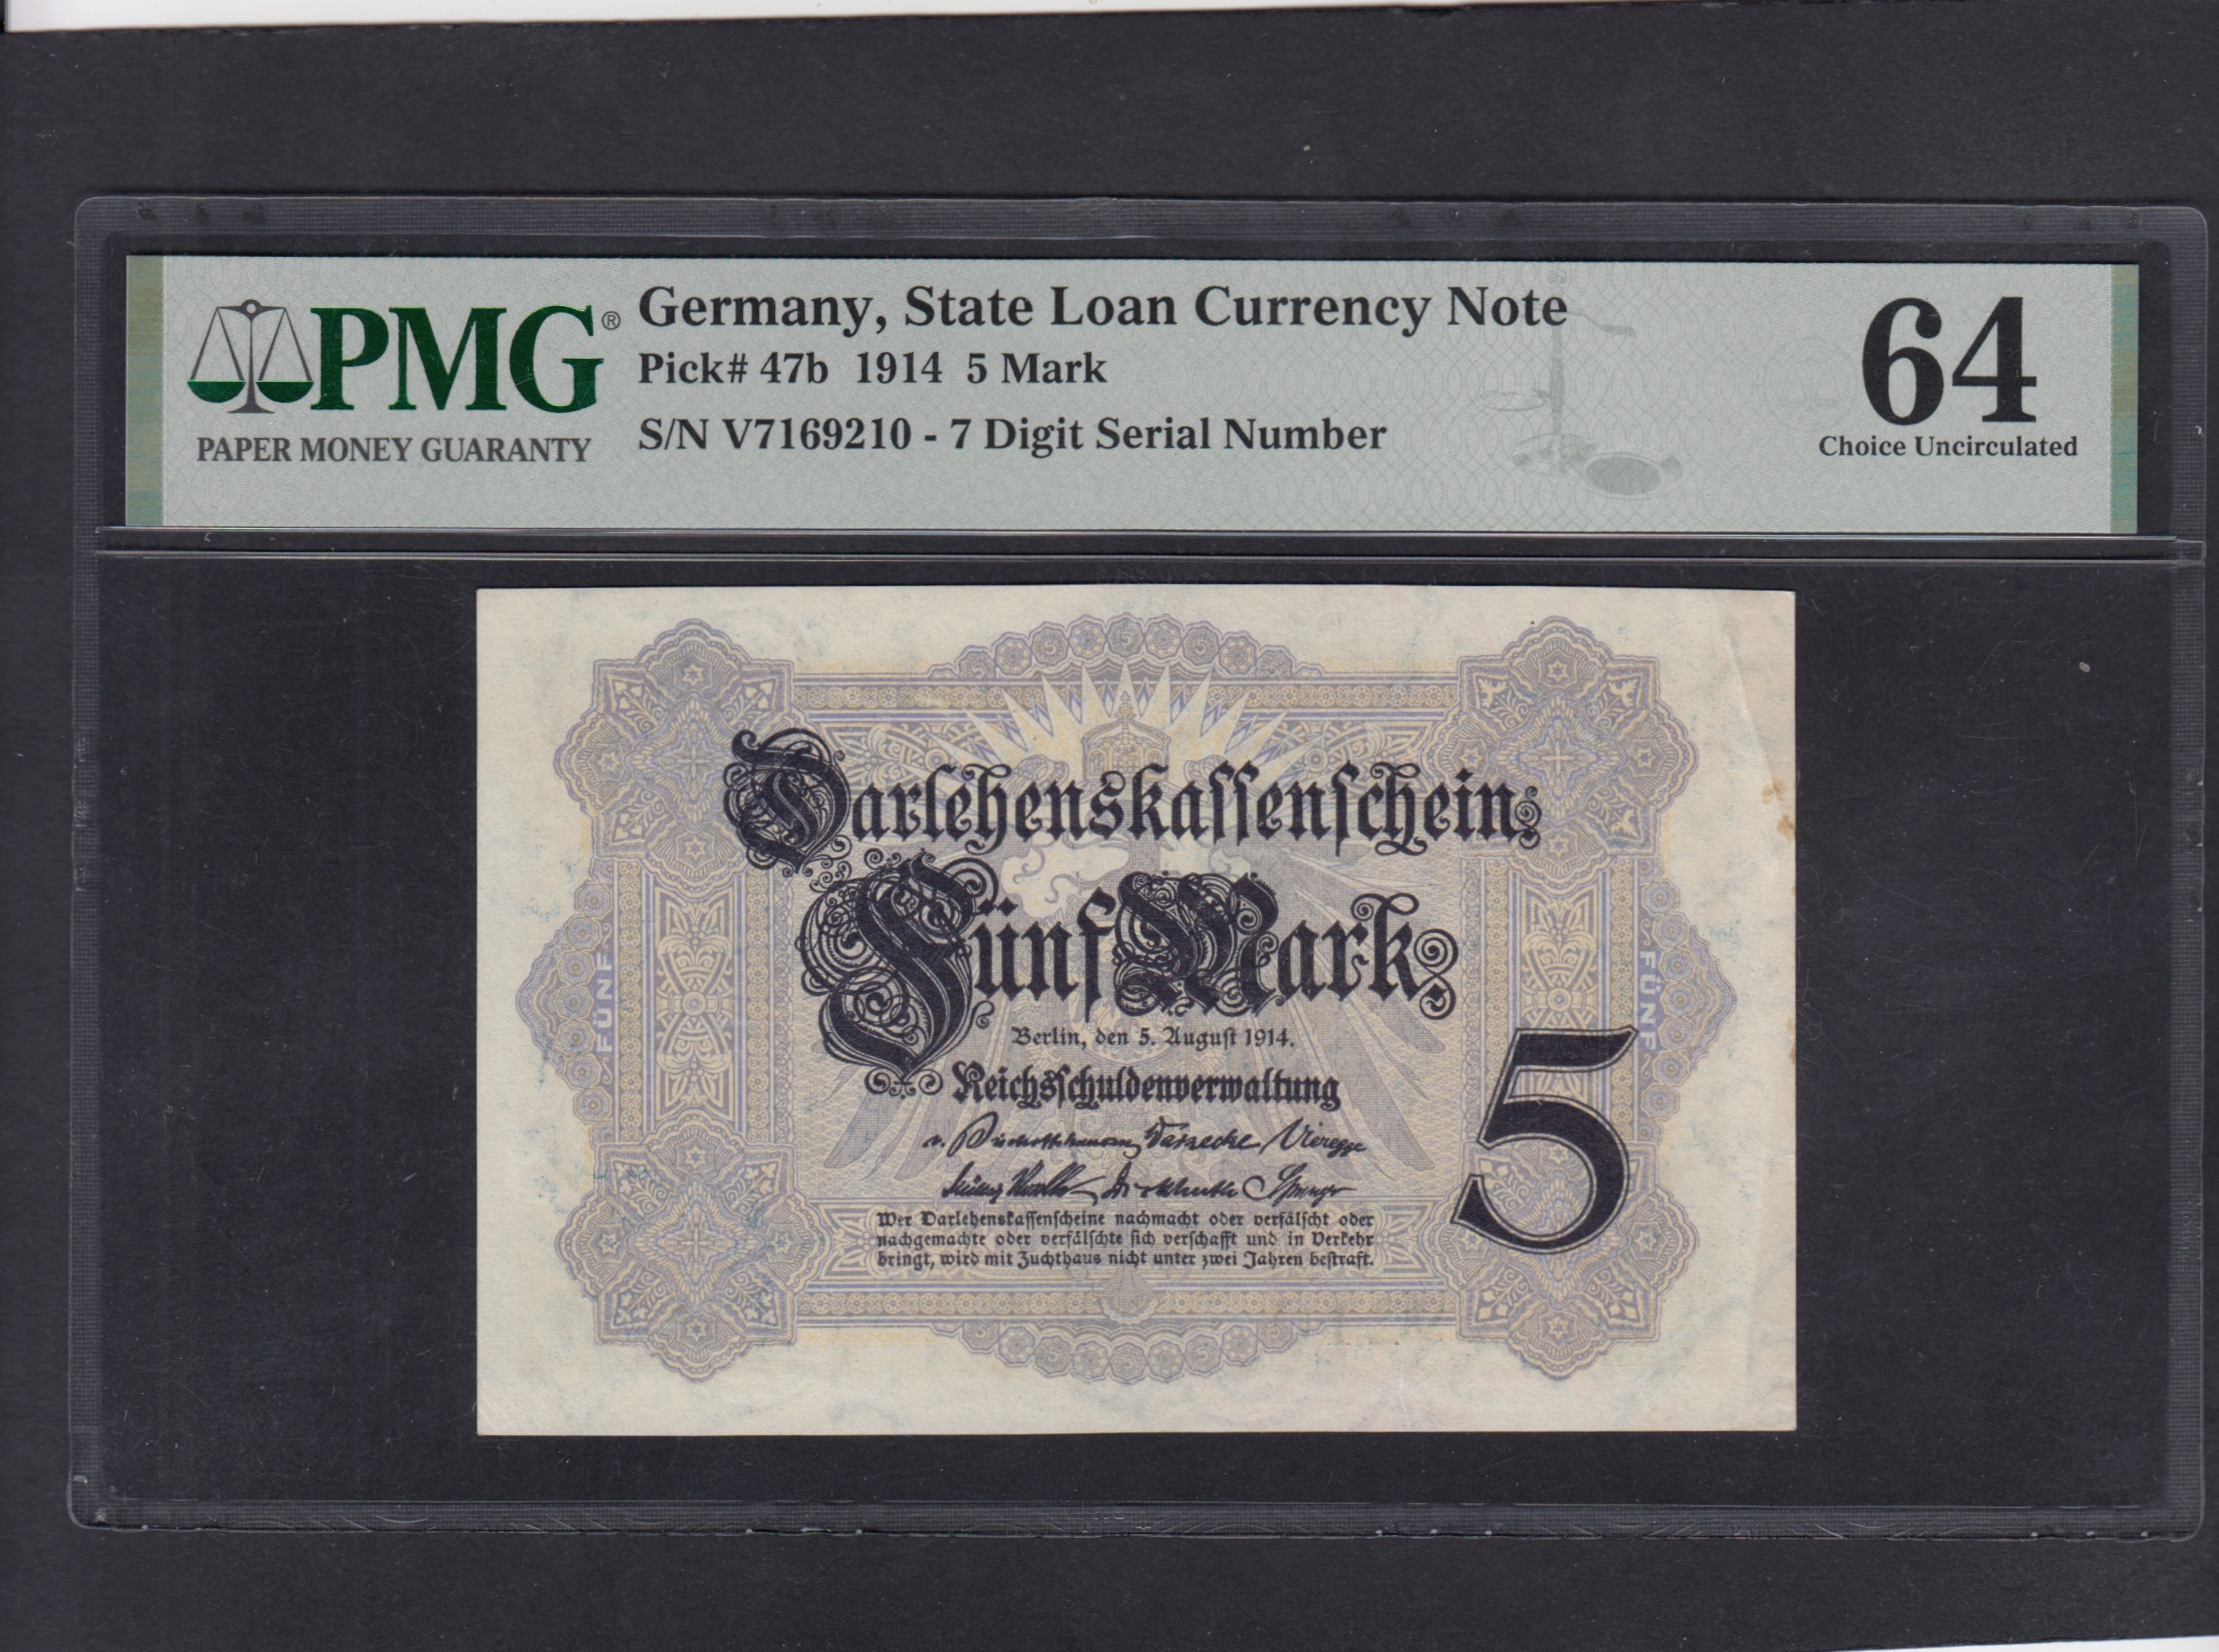 PMG®
PAPER MONEY GUARANTY
Germany, State Loan Currency Note
Pick# 47b 1914 5 Mark
S/N V7169210 - 7 Digit Serial Number
64
Choice Uncirculated
Darlehenskaſſenſchein
Fünf Mark
FÜNF
FÜNF
Berlin, den 5. Auguſt 1914.
Reichsſchuldenverwaltung
v. Bischoffshausen Warnecke Vieregge
5
Wer Darlehenskaſſenſcheine nachmacht oder verfälſcht oder
nachgemachte oder verfälſchte ſich verſchafft und in Verkehr
bringt, wird mit Zuchthaus nicht unter zwei Jahren beſtraft.